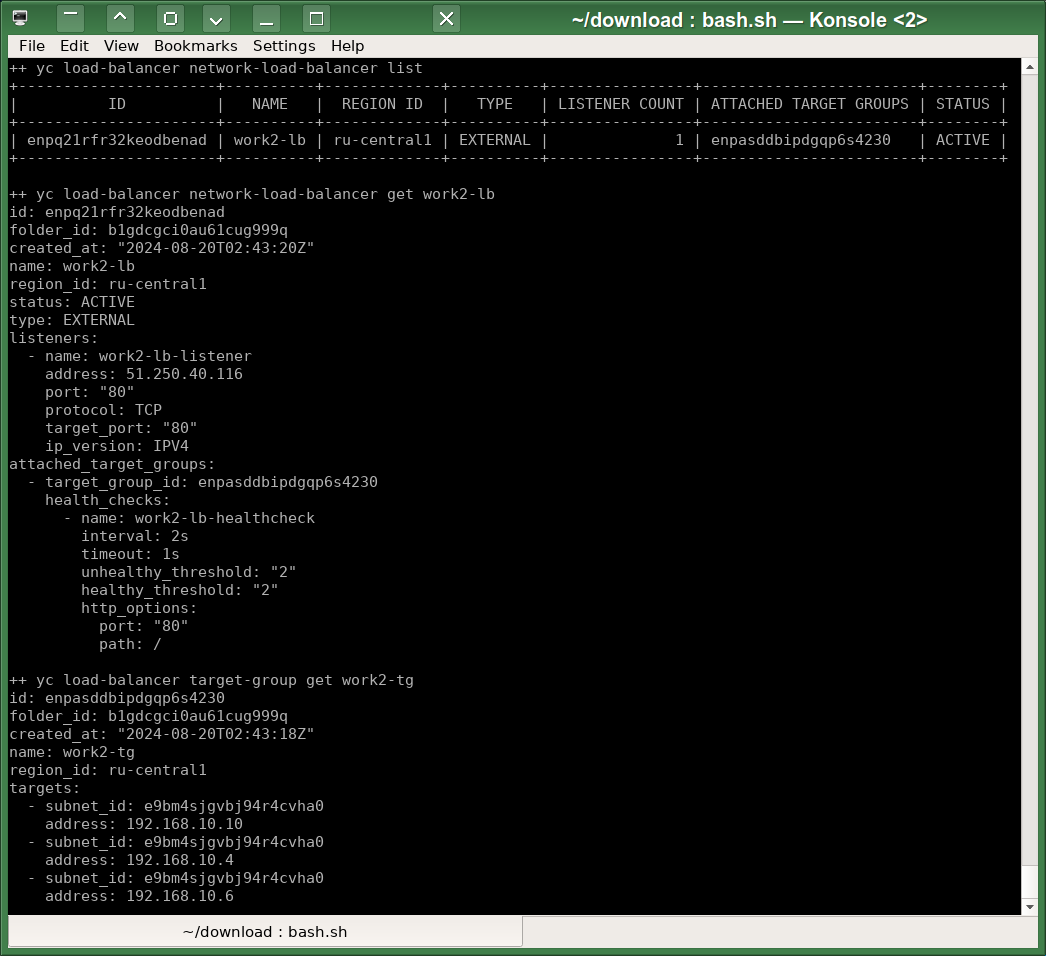 ~/download : bash.sh — Konsole <2>
File Edit View Bookmarks Settings Help
++ yc load-balancer network-load-balancer list
+----------------------+----------+-------------+----------+----------------+------------------------+--------+
|          ID          |   NAME   |  REGION ID  |   TYPE   | LISTENER COUNT | ATTACHED TARGET GROUPS | STATUS |
+----------------------+----------+-------------+----------+----------------+------------------------+--------+
| enpq21rfr32keodbenad | work2-lb | ru-central1 | EXTERNAL |              1 | enpasddbipdgqp6s4230   | ACTIVE |
+----------------------+----------+-------------+----------+----------------+------------------------+--------+
++ yc load-balancer network-load-balancer get work2-lb
id: enpq21rfr32keodbenad
folder_id: b1gdcgci0au61cug999q
created_at: "2024-08-20T02:43:20Z"
name: work2-lb
region_id: ru-central1
status: ACTIVE
type: EXTERNAL
listeners:
  - name: work2-lb-listener
    address: 51.250.40.116
    port: "80"
    protocol: TCP
    target_port: "80"
    ip_version: IPV4
attached_target_groups:
  - target_group_id: enpasddbipdgqp6s4230
    health_checks:
      - name: work2-lb-healthcheck
        interval: 2s
        timeout: 1s
        unhealthy_threshold: "2"
        healthy_threshold: "2"
        http_options:
          port: "80"
          path: /
++ yc load-balancer target-group get work2-tg
id: enpasddbipdgqp6s4230
folder_id: b1gdcgci0au61cug999q
created_at: "2024-08-20T02:43:18Z"
name: work2-tg
region_id: ru-central1
targets:
  - subnet_id: e9bm4sjgvbj94r4cvha0
    address: 192.168.10.10
  - subnet_id: e9bm4sjgvbj94r4cvha0
    address: 192.168.10.4
  - subnet_id: e9bm4sjgvbj94r4cvha0
    address: 192.168.10.6
~/download : bash.sh